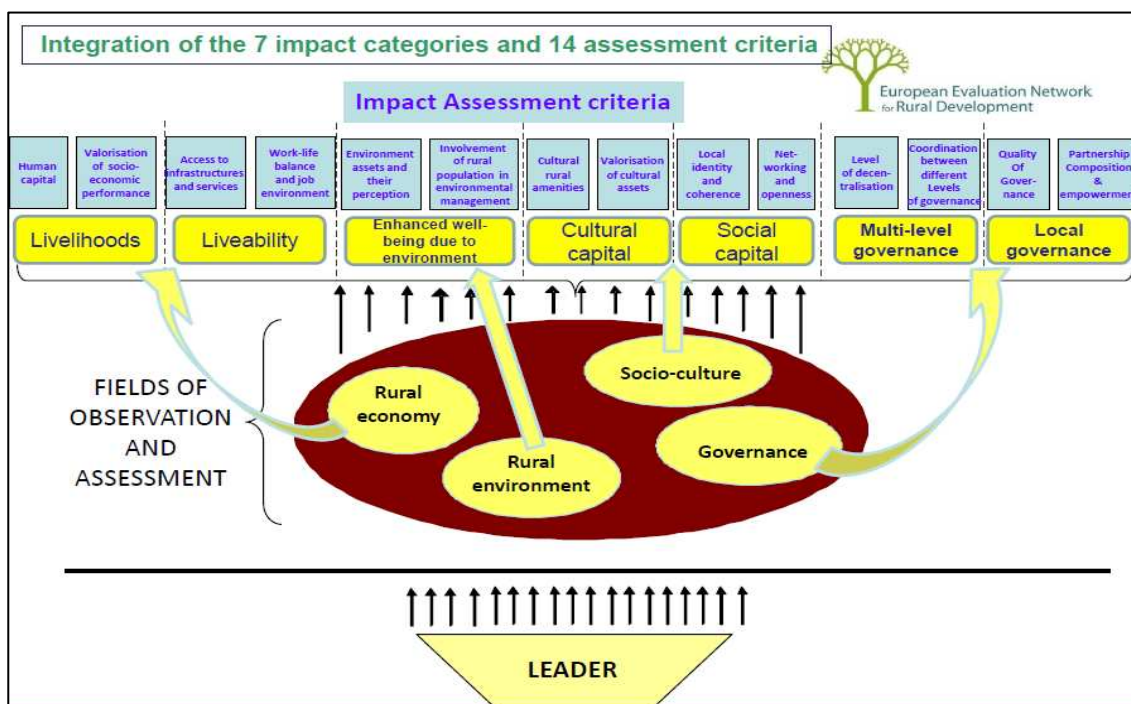 Integration of the 7 impact categories and 14 assessment criteria
European Evaluation Network
for Rural Development
Impact Assessment criteria
Human
capital
Valorisation
of socio-
economic
performance
Access to
infrastructures
and services
Work-life
balance
and job
environment
Environment
assets and
their
perception
Involvement
of rural
population in
environmental
management
Cultural
rural
amenities
Valorisation
of cultural
assets
Local
identity
and
coherence
Net-
working
and
openness
Level
of decen-
tralisation
Coordination
between
different
Levels
of governance
Quality
Of
Gover-
nance
Partnership
Composition
&
empowerment
Livelihoods
Liveability
Enhanced well-
being due to
environment
Cultural
capital
Social
capital
Multi-level
governance
Local
governance
FIELDS OF
OBSERVATION
AND
ASSESSMENT
Rural
economy
Rural
environment
Socio-culture
Governance
LEADER